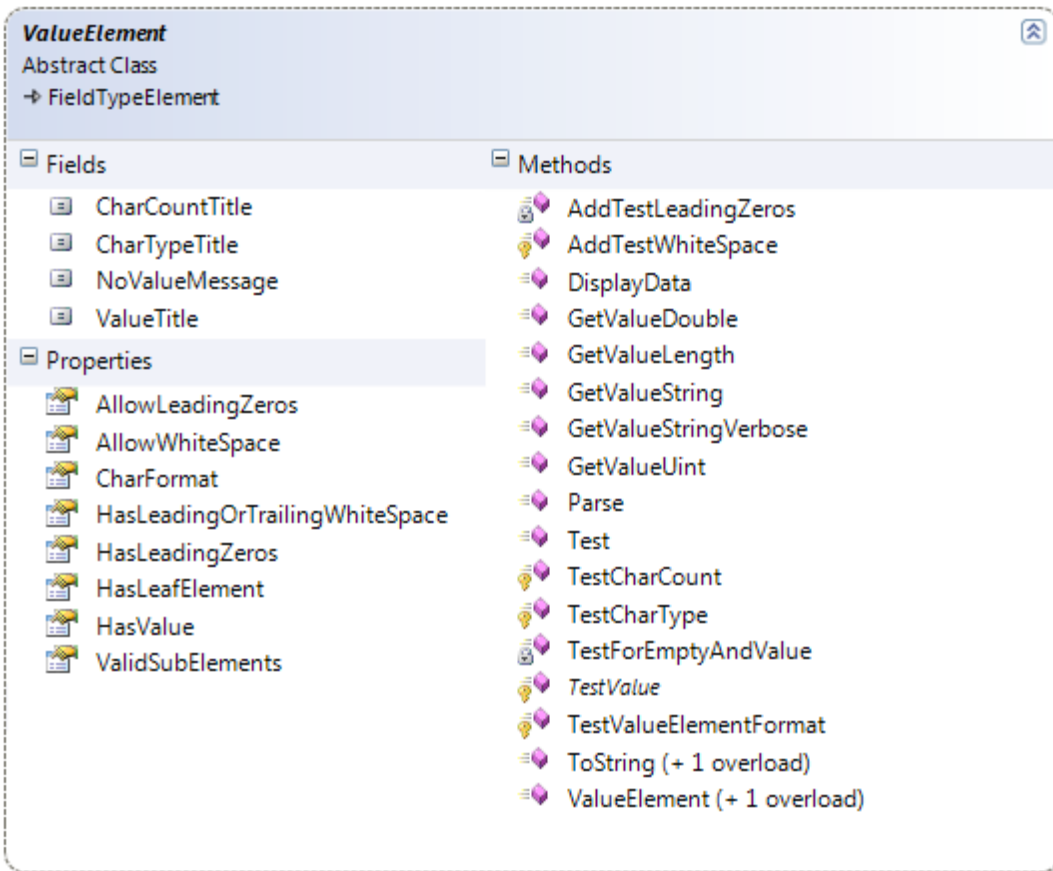 ValueElement
Abstract Class
FieldTypeElement
Fields
CharCountTitle
CharTypeTitle
NoValueMessage
ValueTitle
Properties
AllowLeadingZeros
AllowWhiteSpace
CharFormat
HasLeadingOrTrailingWhiteSpace
HasLeadingZeros
HasLeafElement
HasValue
ValidSubElements
Methods
AddTestLeadingZeros
AddTestWhiteSpace
DisplayData
GetValueDouble
GetValueLength
GetValueString
GetValueStringVerbose
GetValueUint
Parse
Test
TestCharCount
TestCharType
TestForEmptyAndValue
TestValue
TestValueElementFormat
ToString (+ 1 overload)
ValueElement (+ 1 overload)